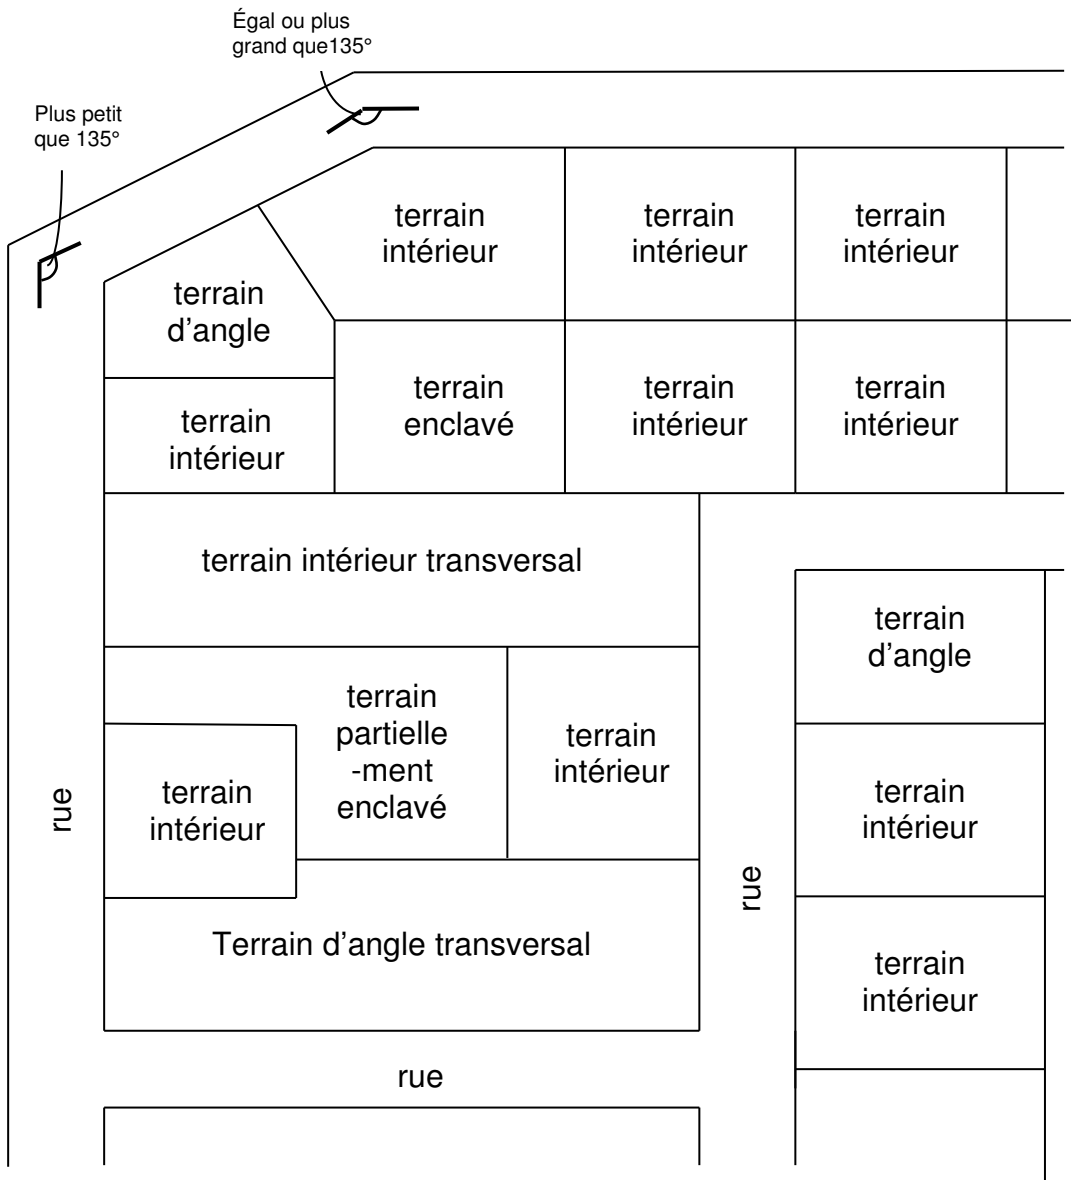 Égal ou plus
grand que135°
Plus petit
que 135°
terrain
intérieur
terrain
intérieur
terrain
intérieur
terrain
d’angle
terrain
enclavé
terrain
intérieur
terrain
intérieur
terrain
intérieur
terrain intérieur transversal
terrain
d’angle
terrain
partielle
-ment
enclavé
terrain
intérieur
terrain
intérieur
terrain
intérieur
rue
rue
Terrain d’angle transversal
terrain
intérieur
rue